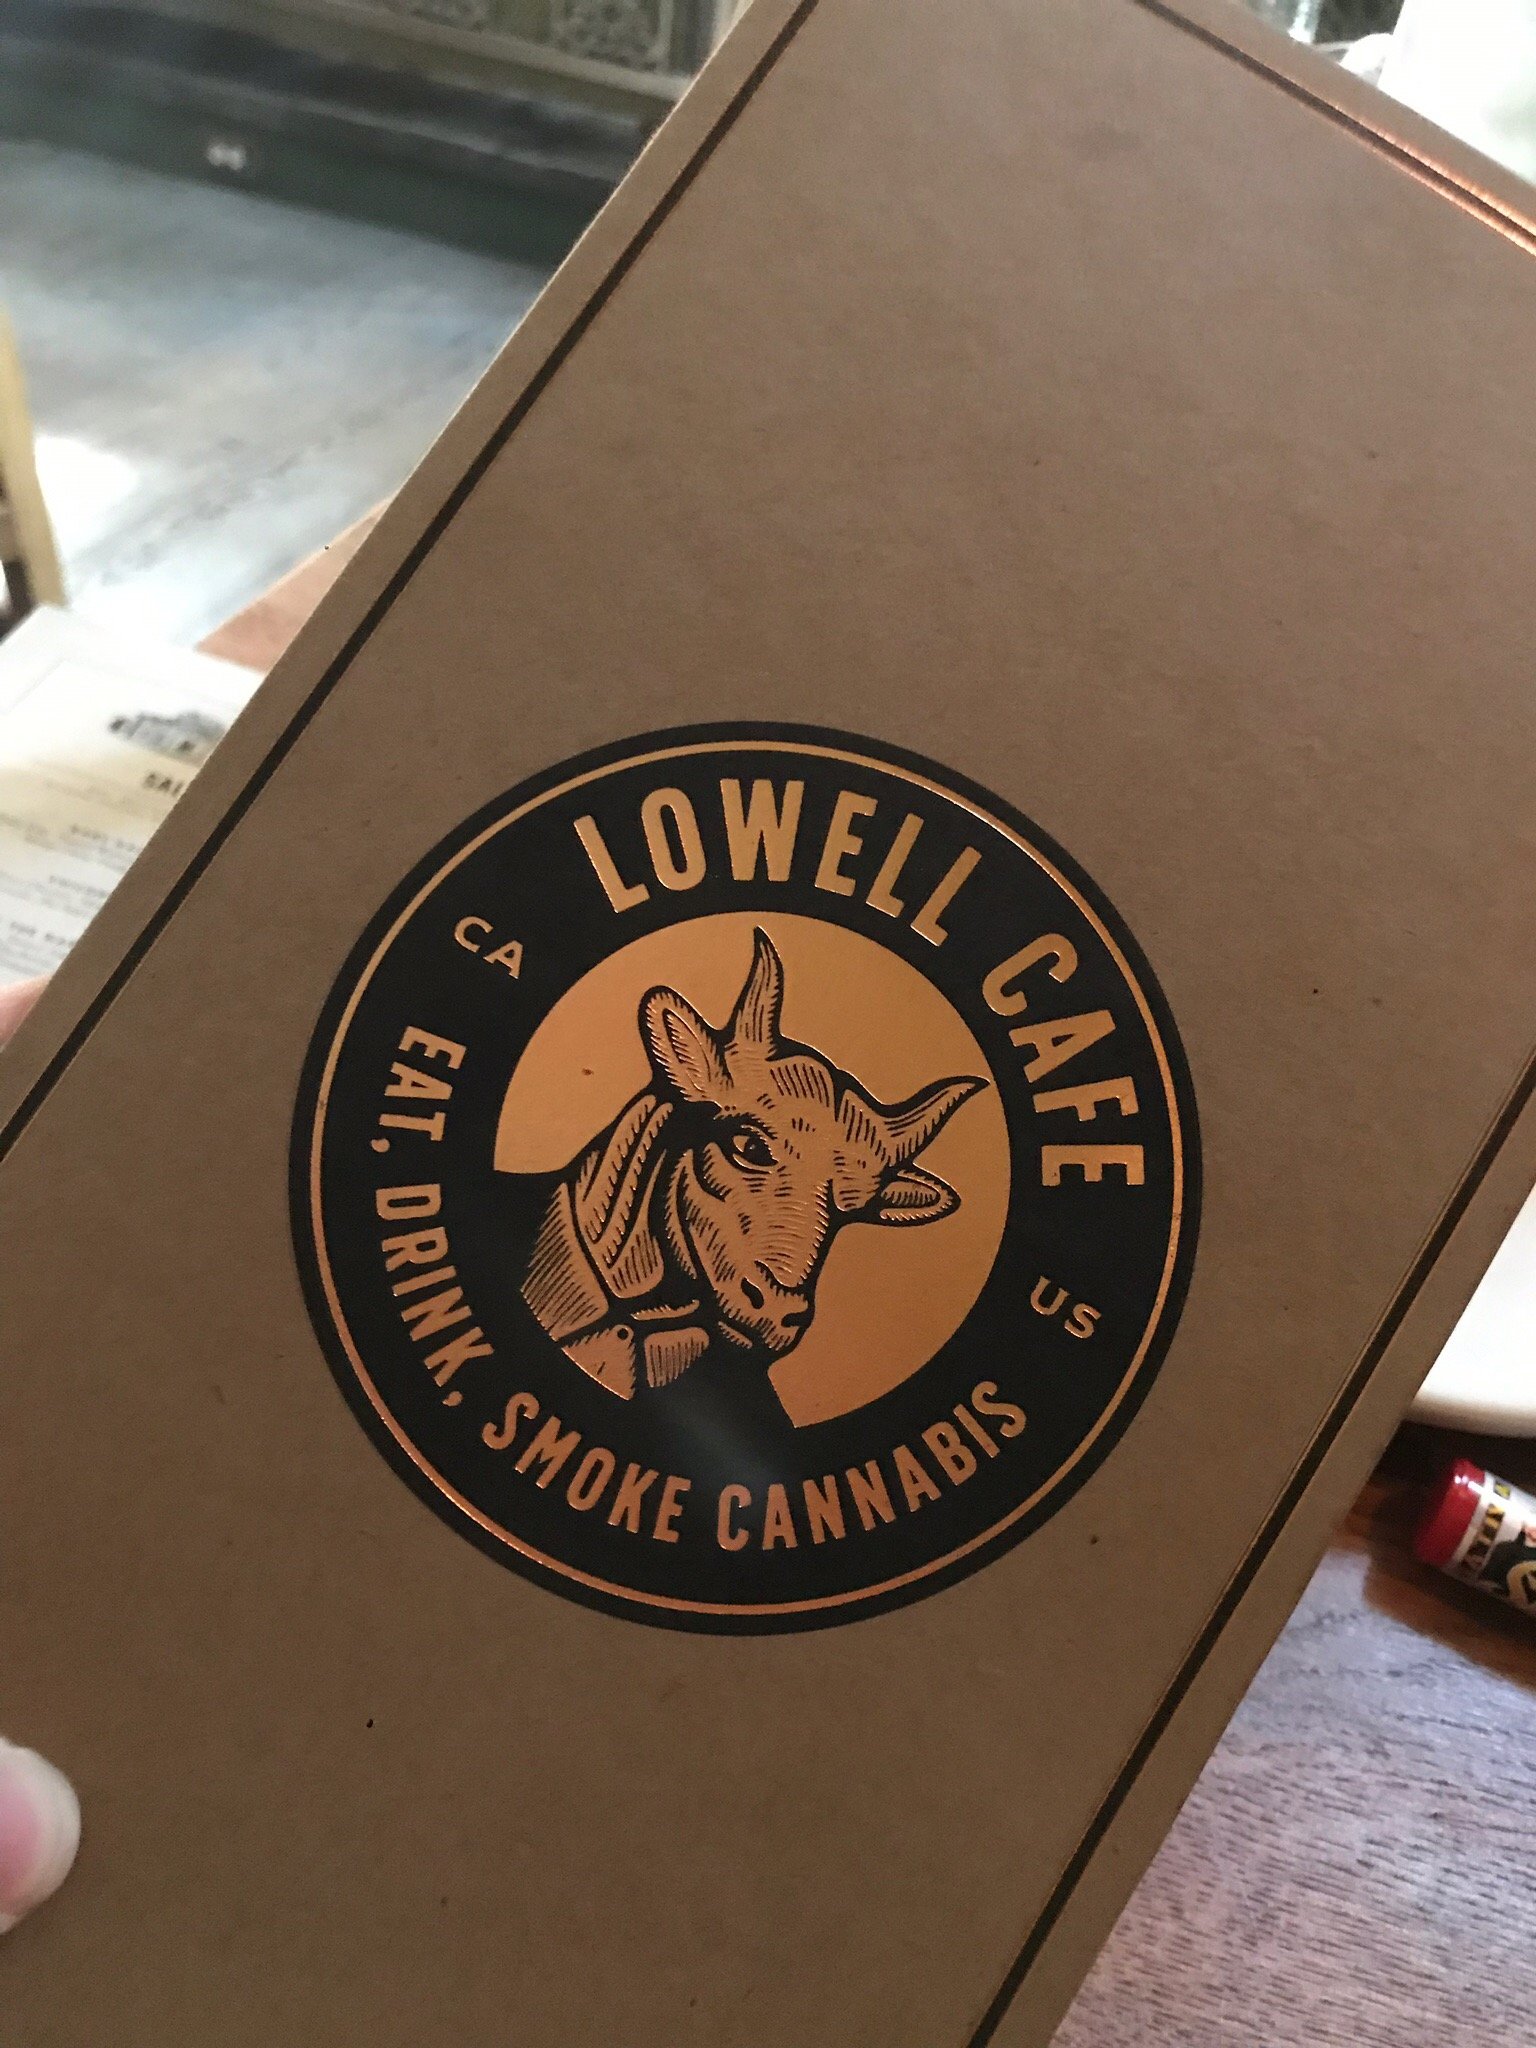 LOWELL CAFE
CA
US
EAT, DRINK, SMOKE CANNABIS